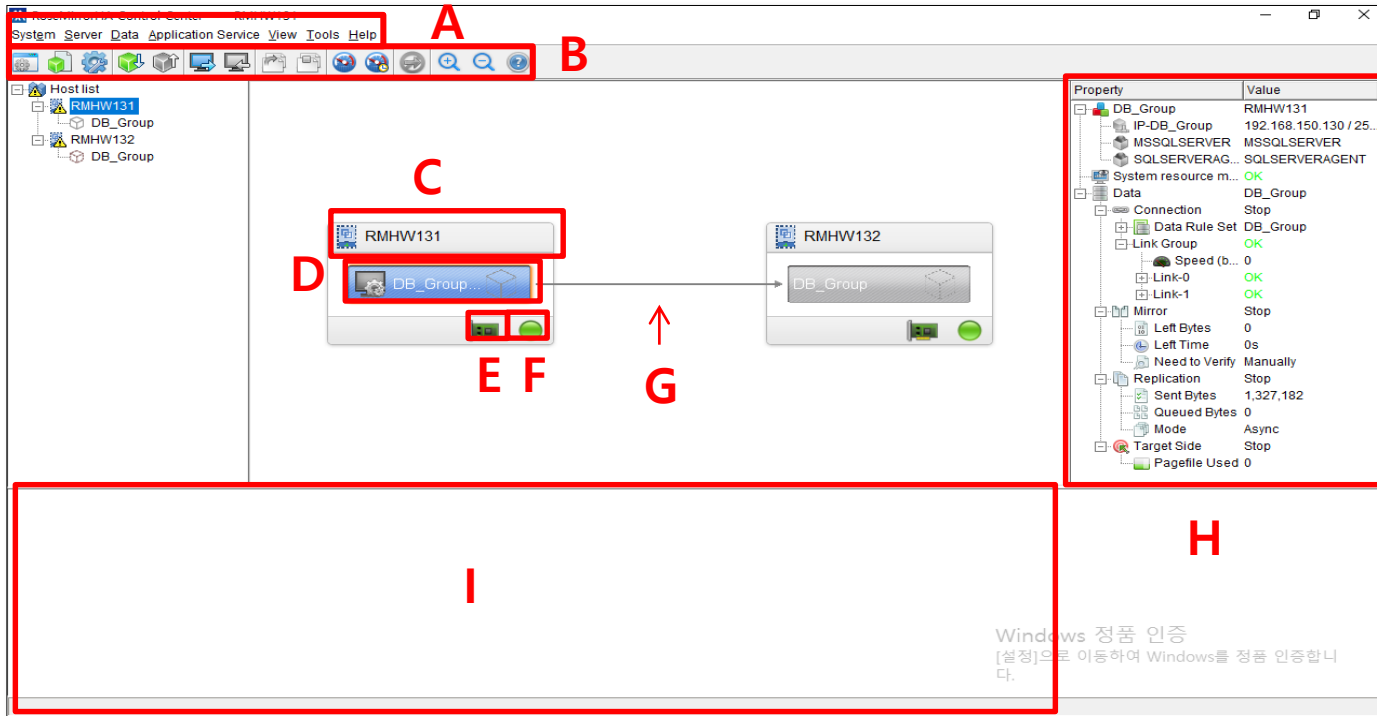 RoseMirrorHA Control Center RMHW131
System Server Data Application Service View Tools Help
A
B
Host list
RMHW131
DB_Group
RMHW132
DB_Group
C
RMHW131
D
DB_Group...
E
F
G
RMHW132
DB_Group
Property Value
DB_Group RMHW131
IP-DB_Group 192.168.150.130 / 25...
MSSQLSERVER MSSQLSERVER
SQLSERVERAG... SQLSERVERAGENT
System resource m... OK
Data DB_Group
Connection Stop
Data Rule Set DB_Group
Link Group OK
Speed (b... 0
Link-0 OK
Link-1 OK
Mirror Stop
Left Bytes 0
Left Time 0s
Need to Verify Manually
Replication Stop
Sent Bytes 1,327,182
Queued Bytes 0
Mode Async
Target Side Stop
Pagefile Used 0
H
I
Windows 정품 인증
[설정]으로 이동하여 Windows를 정품 인증합니
다.